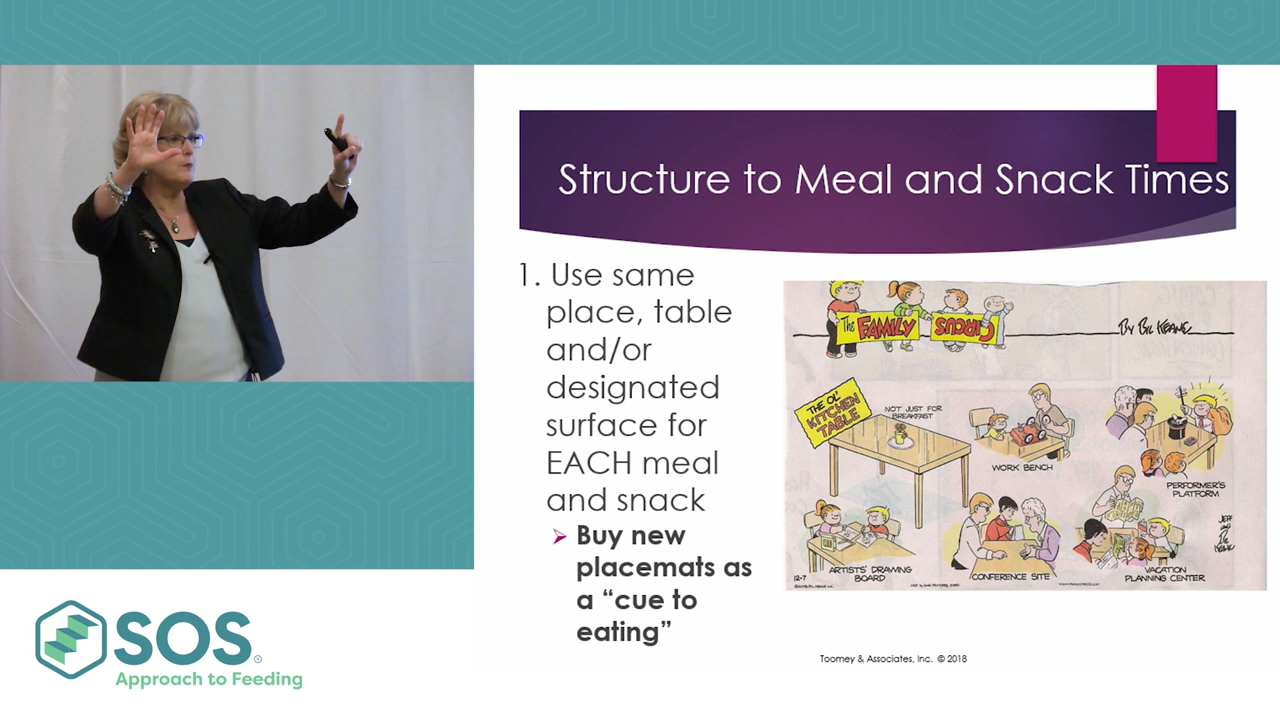 Structure to Meal and Snack Times
1. Use same
place, table
and/or
designated
surface for
EACH meal
and snack
Buy new
placemats as
a “cue to
eating”
The FAMILY CIRCUS
By BIL KEANE
THE OL'
KITCHEN
TABLE
NOT JUST FOR
BREAKFAST
WORK BENCH
PERFORMER'S
PLATFORM
ARTISTS' DRAWING
BOARD
CONFERENCE SITE
VACATION
PLANNING CENTER
12-7
Toomey & Associates, Inc. © 2018
SOS®
Approach to Feeding